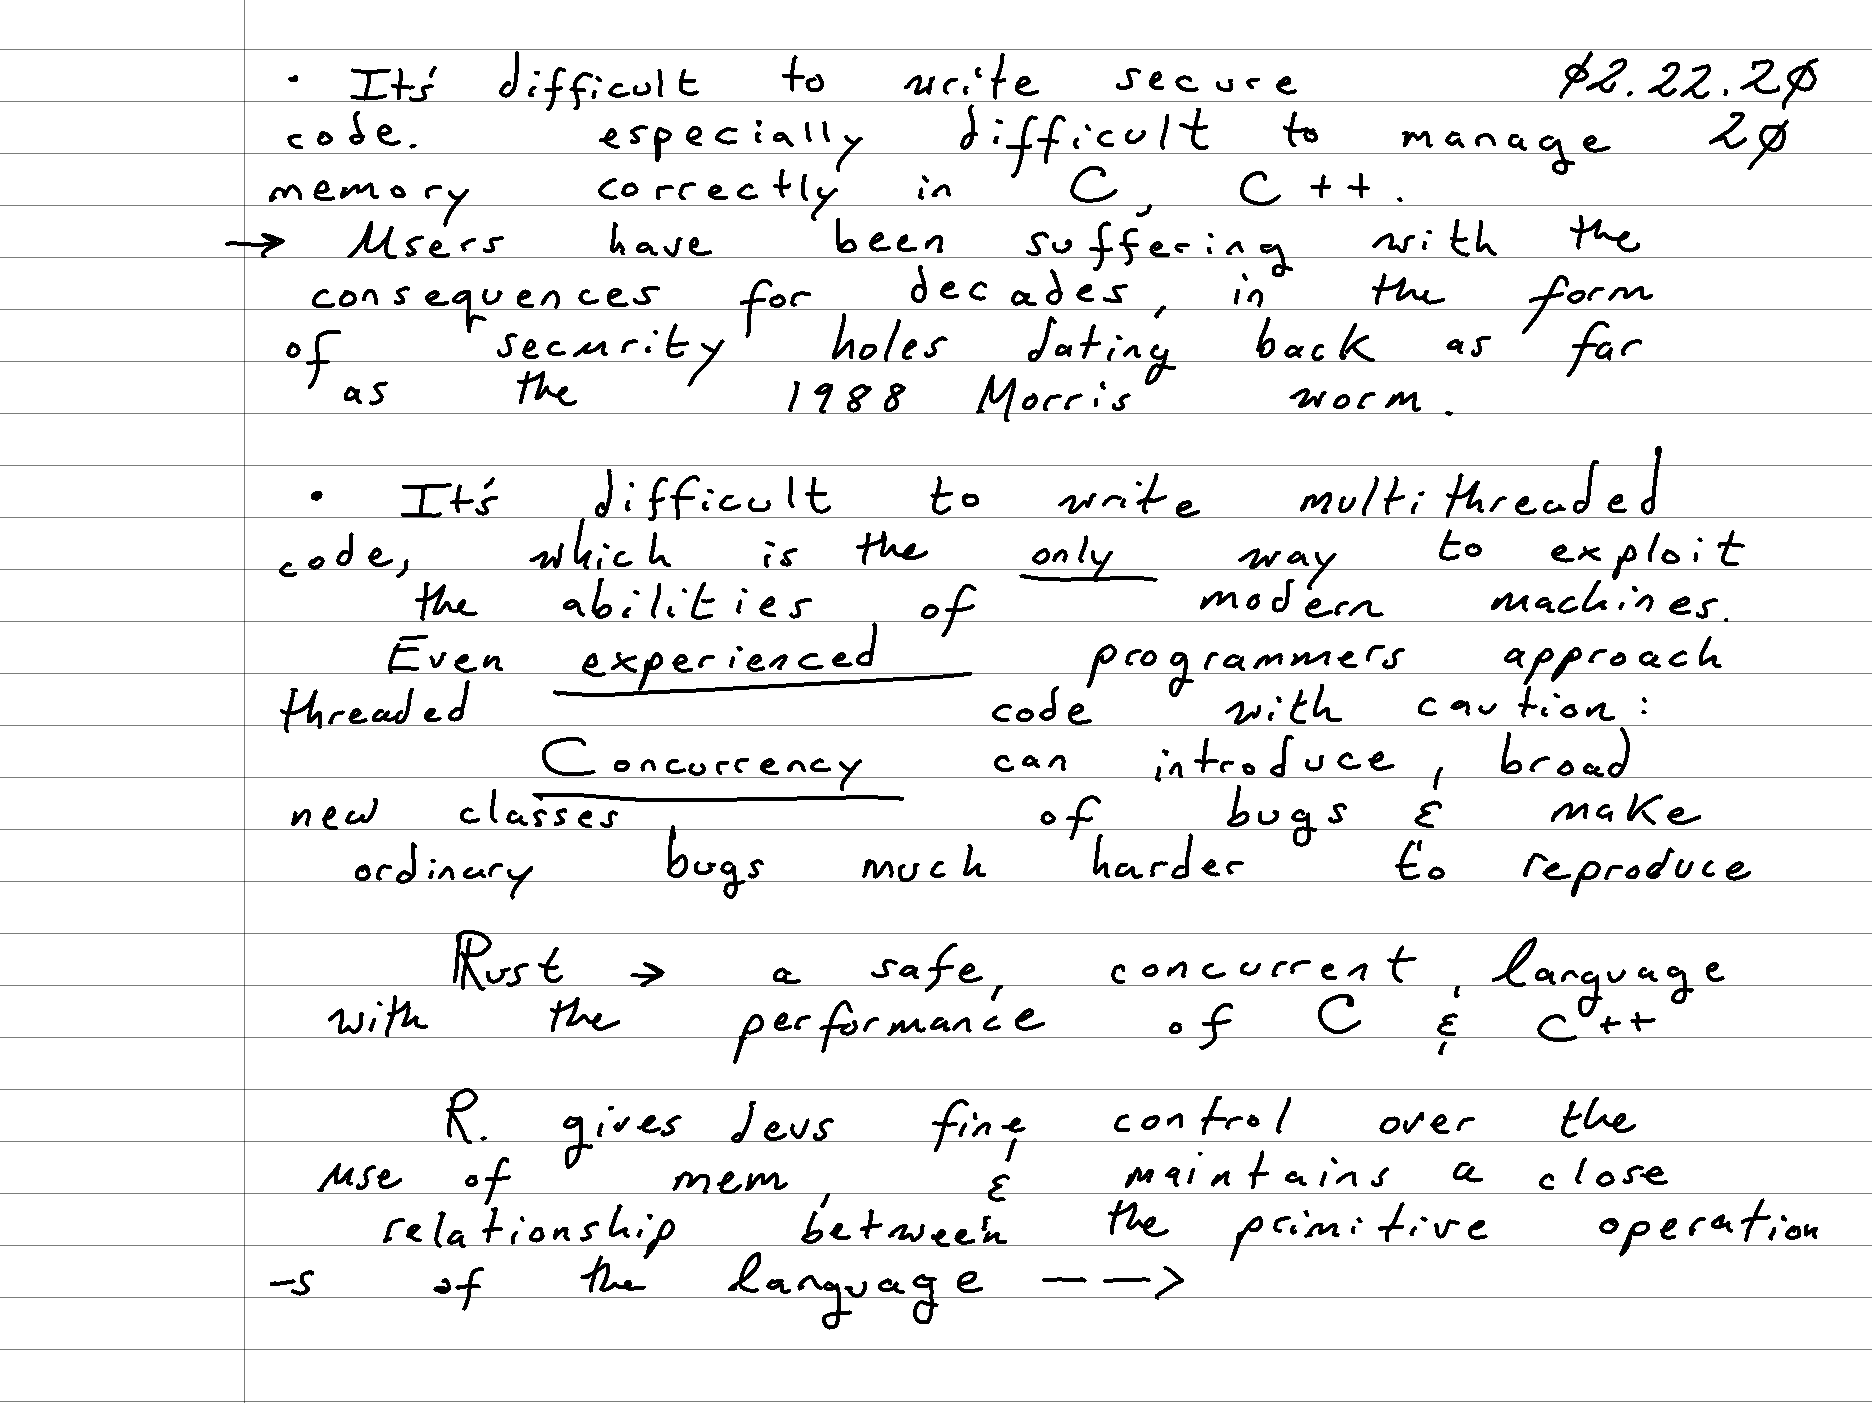 • It's difficult to write secure ∅2.22.2∅
code. especially difficult to manage 2∅
memory correctly in C, C++.
→ Users have been suffering with the
consequences for decades, in the form
of security holes dating back as far
as the 1988 Morris worm.
• It's difficult to write multithreaded
code, which is the only way to exploit
the abilities of modern machines.
Even experienced programmers approach
threaded code with caution:
Concurrency can introduce, broad
new classes of bugs & make
ordinary bugs much harder to reproduce
Rust → a safe, concurrent, language
with the performance of C & C++
R. gives devs fine, control over the
use of mem, & maintains a close
relationship between the primitive operation
-s of the language --->